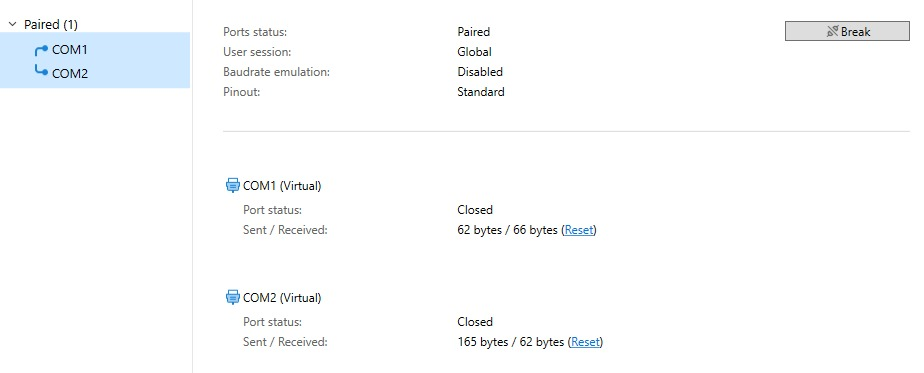 Paired (1)
COM1
COM2
Ports status: Paired
Break
User session: Global
Baudrate emulation: Disabled
Pinout: Standard
COM1 (Virtual)
Port status: Closed
Sent / Received: 62 bytes / 66 bytes (Reset)
COM2 (Virtual)
Port status: Closed
Sent / Received: 165 bytes / 62 bytes (Reset)